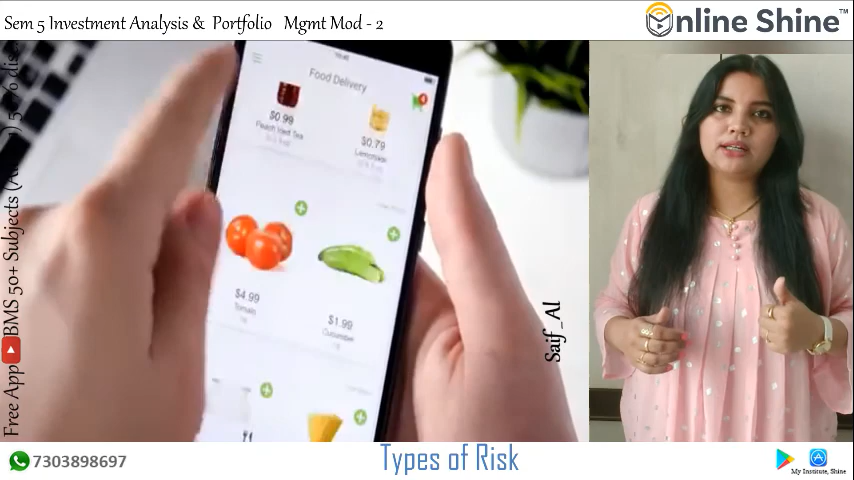 Sem 5 Investment Analysis & Portfolio Mgmt Mod - 2
Online Shine™
Food Delivery
4
$0.99
Peach Iced Tea
$0.79
Lemonade
$4.99
Tomato
$1.99
Cucumber
Free App
BMS 50+ Subjects
Saif_Al
7303898697
Types of Risk
My Institute, Shine